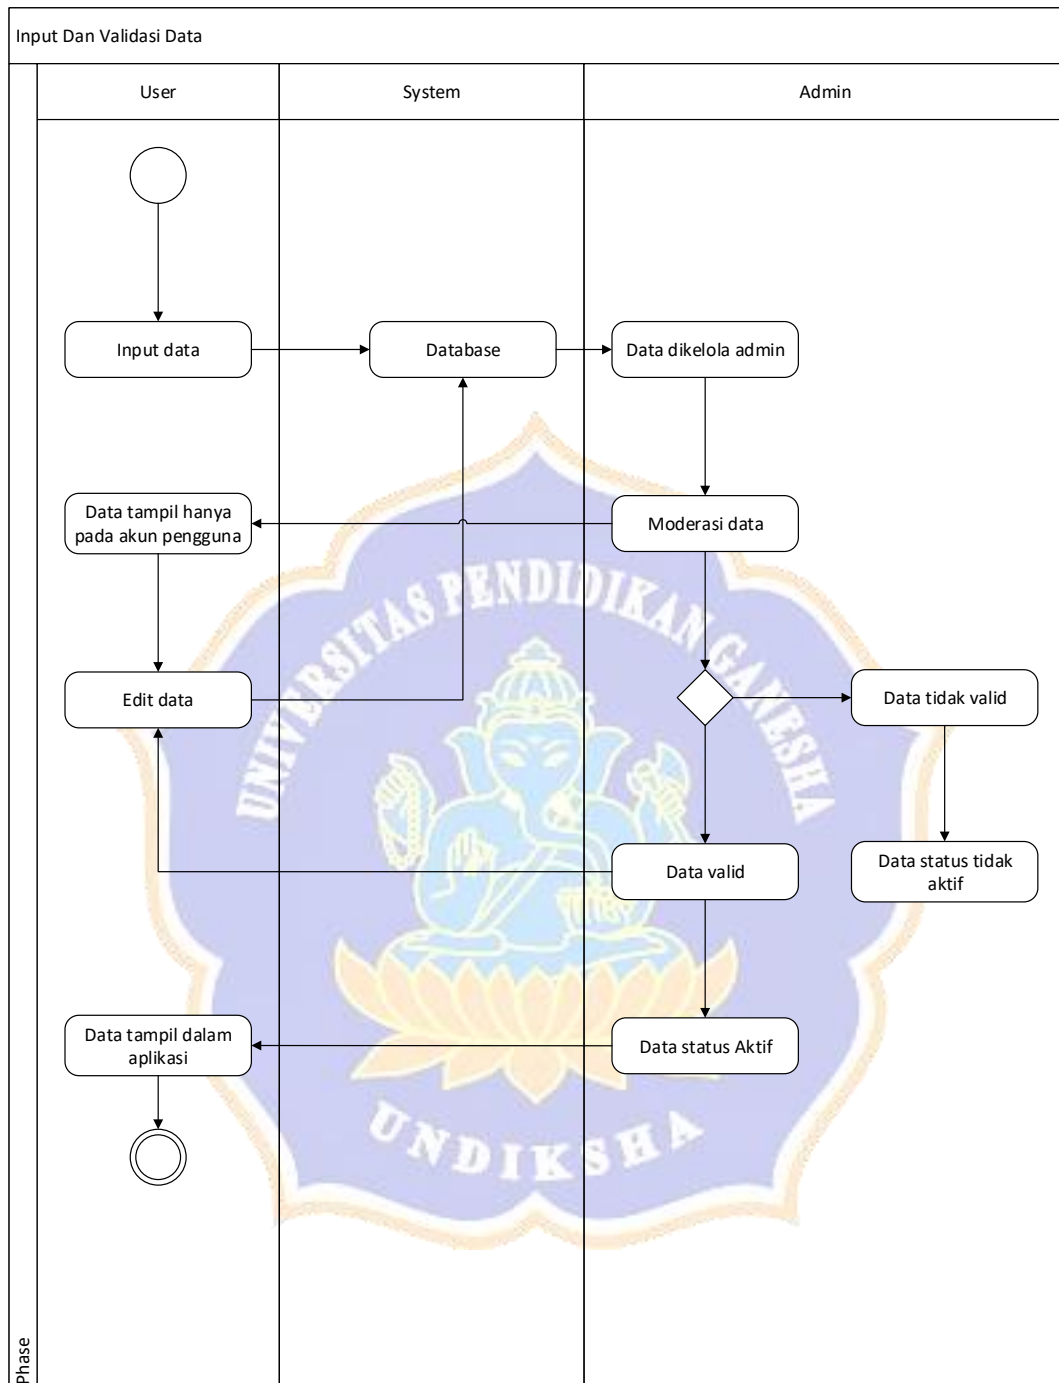 Input Dan Validasi Data
User
System
Admin
Input data
Database
Data dikelola admin
Data tampil hanya
pada akun pengguna
Moderasi data
UNIVERSITAS PENDIDIKAN GANESHA
Edit data
Data tidak valid
Data valid
Data status tidak
aktif
Data tampil dalam
aplikasi
Data status Aktif
UNDIKSHA
Phase